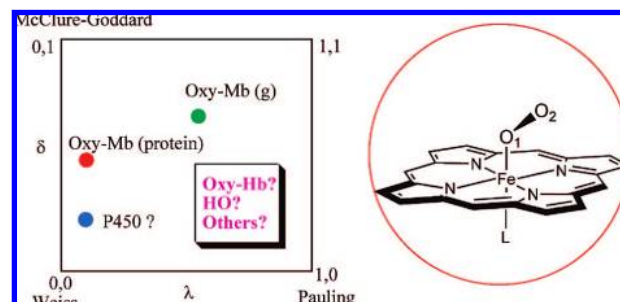 McClure-Goddard
0,1
1,1
Oxy-Mb (g)
δ
Oxy-Mb (protein)
Oxy-Hb?
HO?
Others?
P450 ?
0,0
1,0
Weiss
λ
Pauling
O2
O1
N
N
Fe
N
N
L